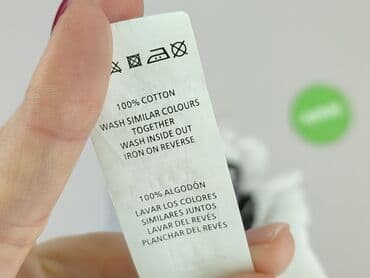 100% COTTON
WASH SIMILAR COLOURS
TOGETHER
WASH INSIDE OUT
IRON ON REVERSE
100% ALGODÓN
LAVAR LOS COLORES
SIMILARES JUNTOS
LAVAR DEL REVÉS
PLANCHAR DEL REVÉS